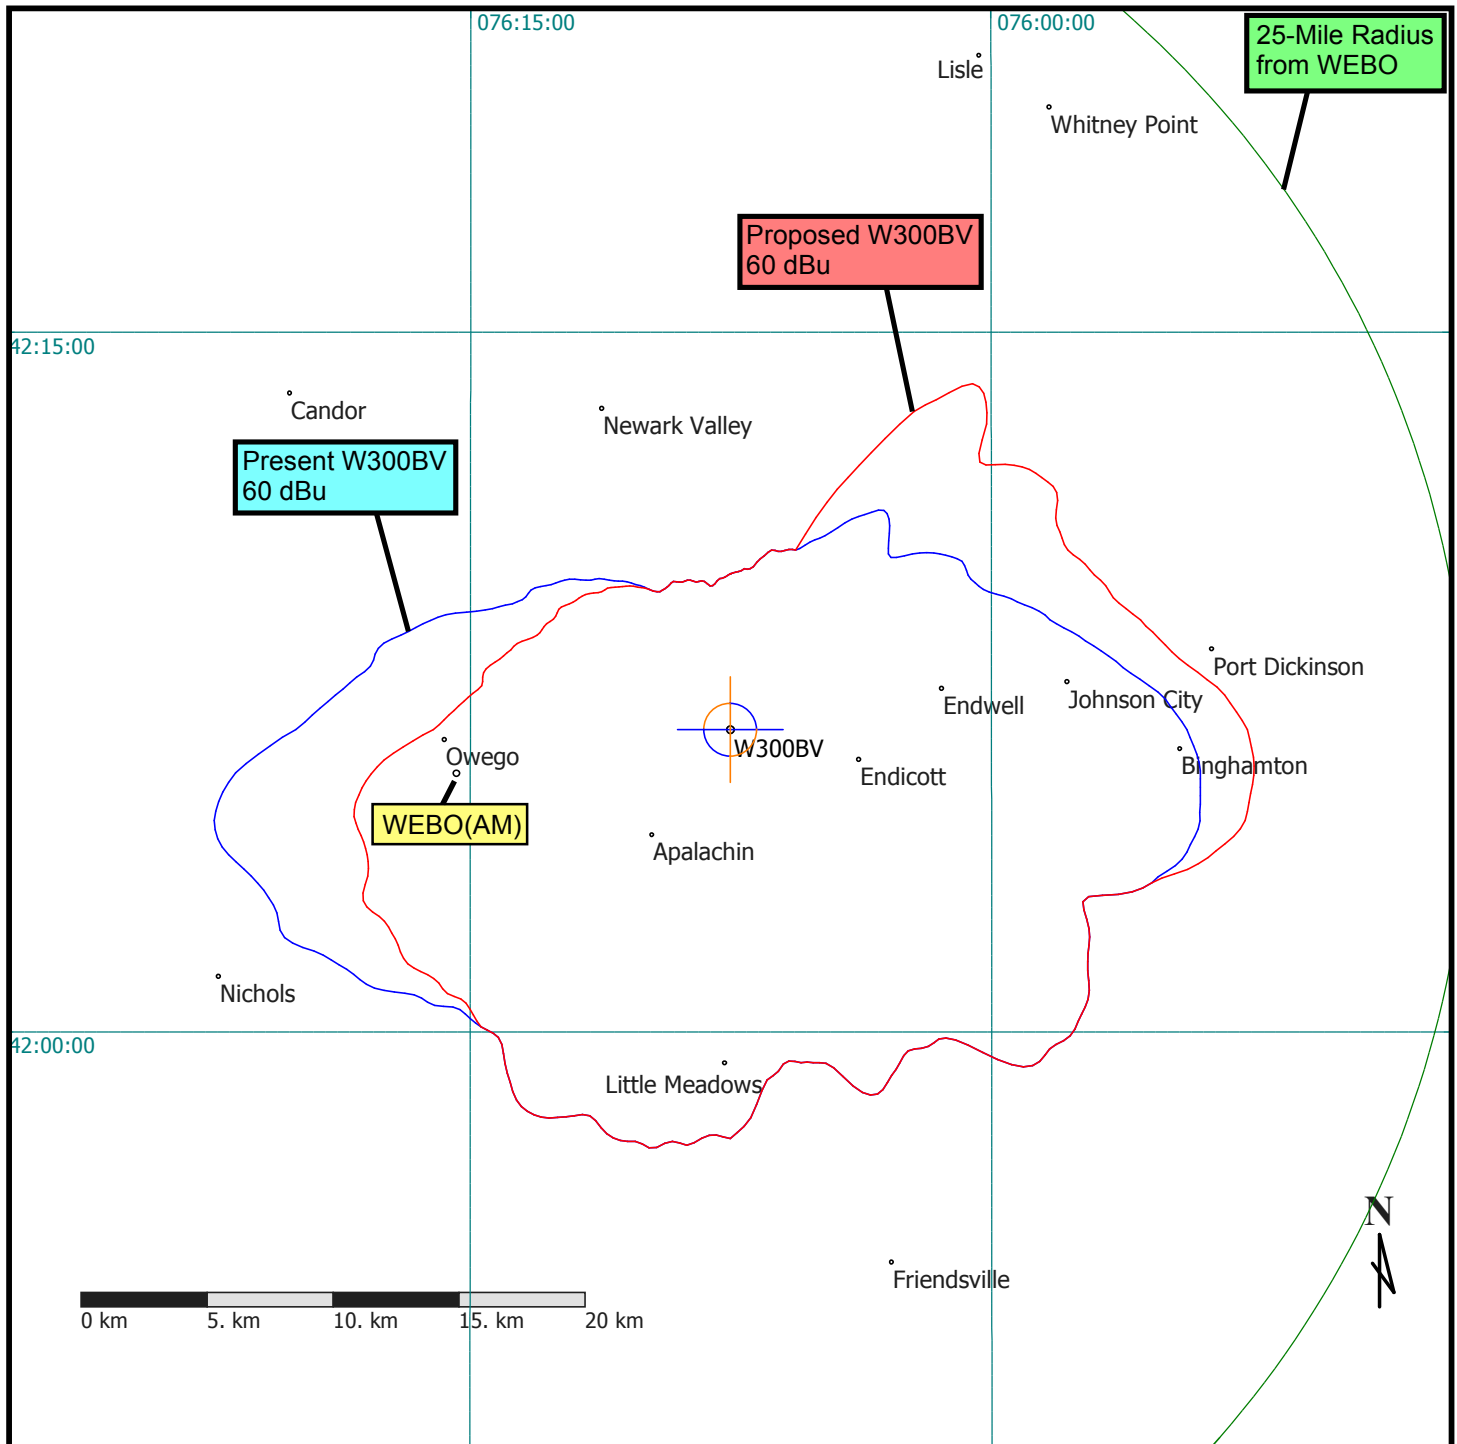 076:15:00
076:00:00
25-Mile Radius
from WEBO
Lisle
Whitney Point
Proposed W300BV
60 dBu
42:15:00
Candor
Newark Valley
Present W300BV
60 dBu
Port Dickinson
Johnson City
Endwell
W300BV
Owego
Binghamton
Endicott
WEBO(AM)
Apalachin
Nichols
42:00:00
Little Meadows
N
Friendsville
0 km
5. km
10. km
15. km
20 km